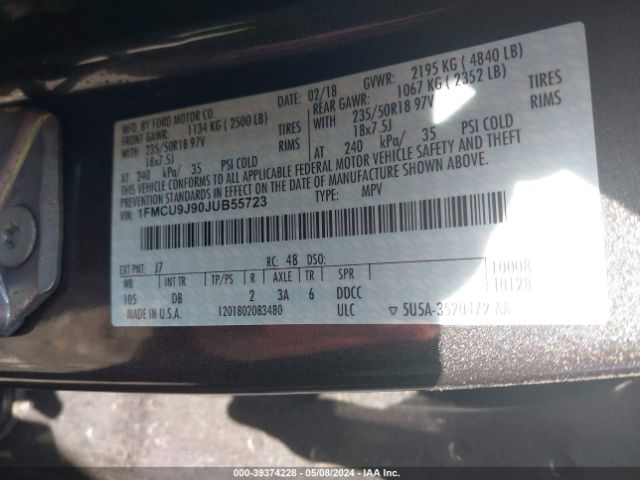 MFD. BY FORD MOTOR CO.
DATE: 02/18 GVWR: 2195 KG ( 4840 LB)
FRONT GAWR: 1134 KG ( 2500 LB)
REAR GAWR: 1067 KG ( 2352 LB)
WITH 235/50R18 97V TIRES
WITH 235/50R18 97V TIRES
18x7.5J RIMS
18x7.5J RIMS
AT 240 kPa/ 35 PSI COLD
AT 240 kPa/ 35 PSI COLD
THIS VEHICLE CONFORMS TO ALL APPLICABLE FEDERAL MOTOR VEHICLE SAFETY AND THEFT
PREVENTION STANDARDS IN EFFECT ON THE DATE OF MANUFACTURE SHOWN ABOVE.
VIN: 1FMCU9J90JUB55723 TYPE: MPV
EXT PNT: J7 RC: 48 DSO:
WB INT TR TP/PS R AXLE TR SPR
10008
10128
105 DB 2 3A 6 DDCC
MADE IN U.S.A. 1201802083480 ULC ▽ 5U5A-3520472-AA
000-39374228 - 05/08/2024 - IAA Inc.